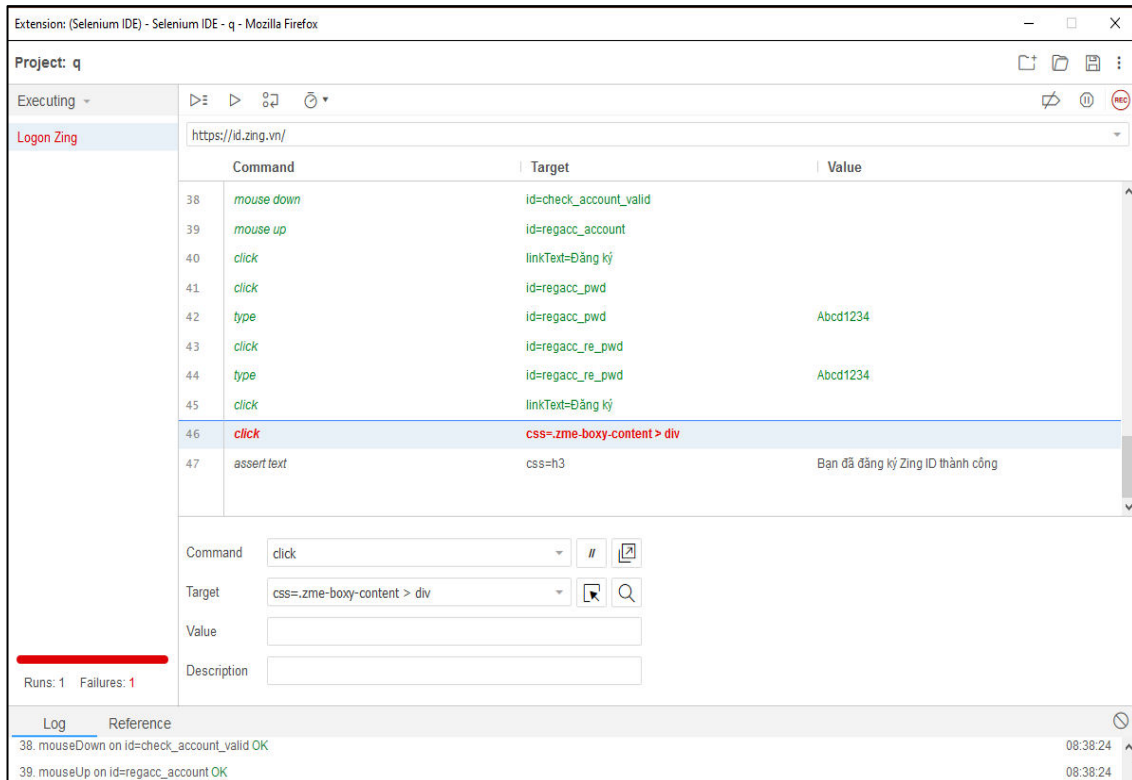 Extension: (Selenium IDE) - Selenium IDE - q - Mozilla Firefox
Project: q
Executing
Logon Zing
REC
https://id.zing.vn/
Command Target Value
38 mouse down id=check_account_valid
39 mouse up id=regacc_account
40 click linkText=Đăng ký
41 click id=regacc_pwd
42 type id=regacc_pwd Abcd1234
43 click id=regacc_re_pwd
44 type id=regacc_re_pwd Abcd1234
45 click linkText=Đăng ký
46 click css=.zme-boxy-content > div
47 assert text css=h3 Bạn đã đăng ký Zing ID thành công
Command click //
Target css=.zme-boxy-content > div
Value
Description
Runs: 1 Failures: 1
Log Reference
38. mouseDown on id=check_account_valid OK 08:38:24
39. mouseUp on id=regacc_account OK 08:38:24